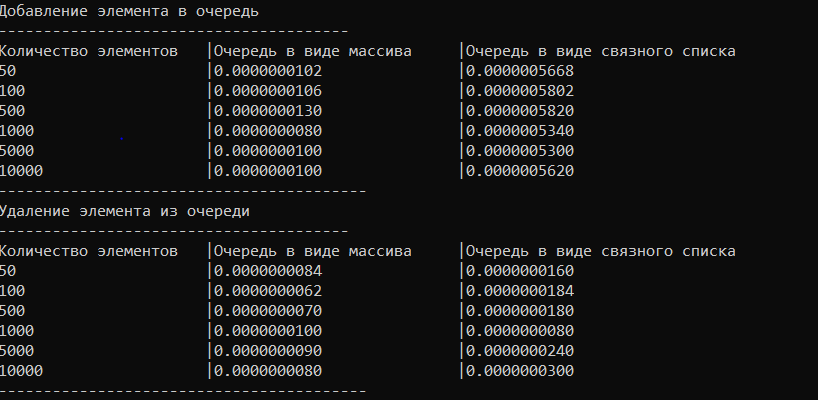 Добавление элемента в очередь
---------------------------------------
Количество элементов   |Очередь в виде массива     |Очередь в виде связного списка
50                     |0.0000000102               |0.0000005668
100                    |0.0000000106               |0.0000005802
500                    |0.0000000130               |0.0000005820
1000                   |0.0000000080               |0.0000005340
5000                   |0.0000000100               |0.0000005300
10000                  |0.0000000100               |0.0000005620
-----------------------------------------
Удаление элемента из очереди
---------------------------------------
Количество элементов   |Очередь в виде массива     |Очередь в виде связного списка
50                     |0.0000000084               |0.0000000160
100                    |0.0000000062               |0.0000000184
500                    |0.0000000070               |0.0000000180
1000                   |0.0000000100               |0.0000000080
5000                   |0.0000000090               |0.0000000240
10000                  |0.0000000080               |0.0000000300
-----------------------------------------